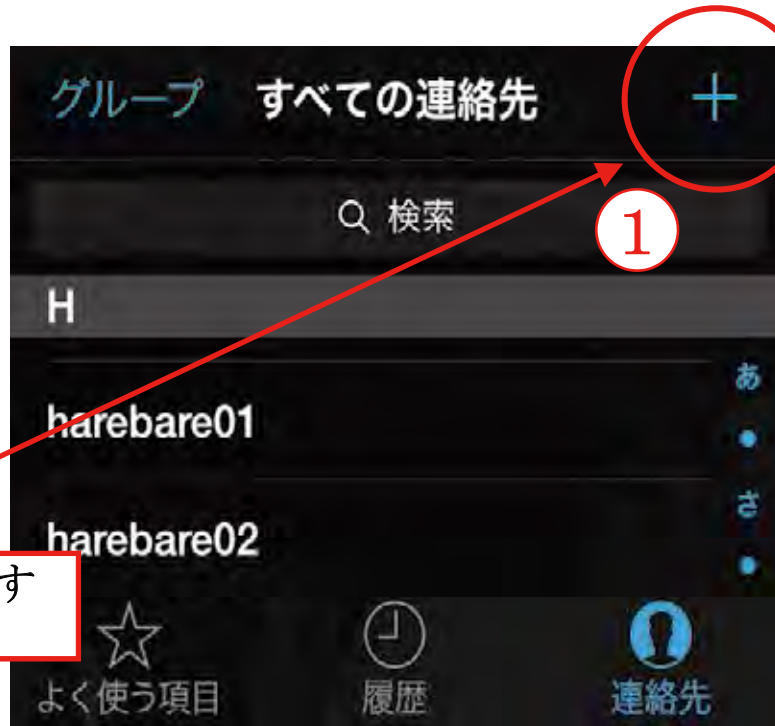 グループ すべての連絡先 +
検索
1
H
harebare01
あ
harebare02
さ
す
よく使う項目 履歴 連絡先